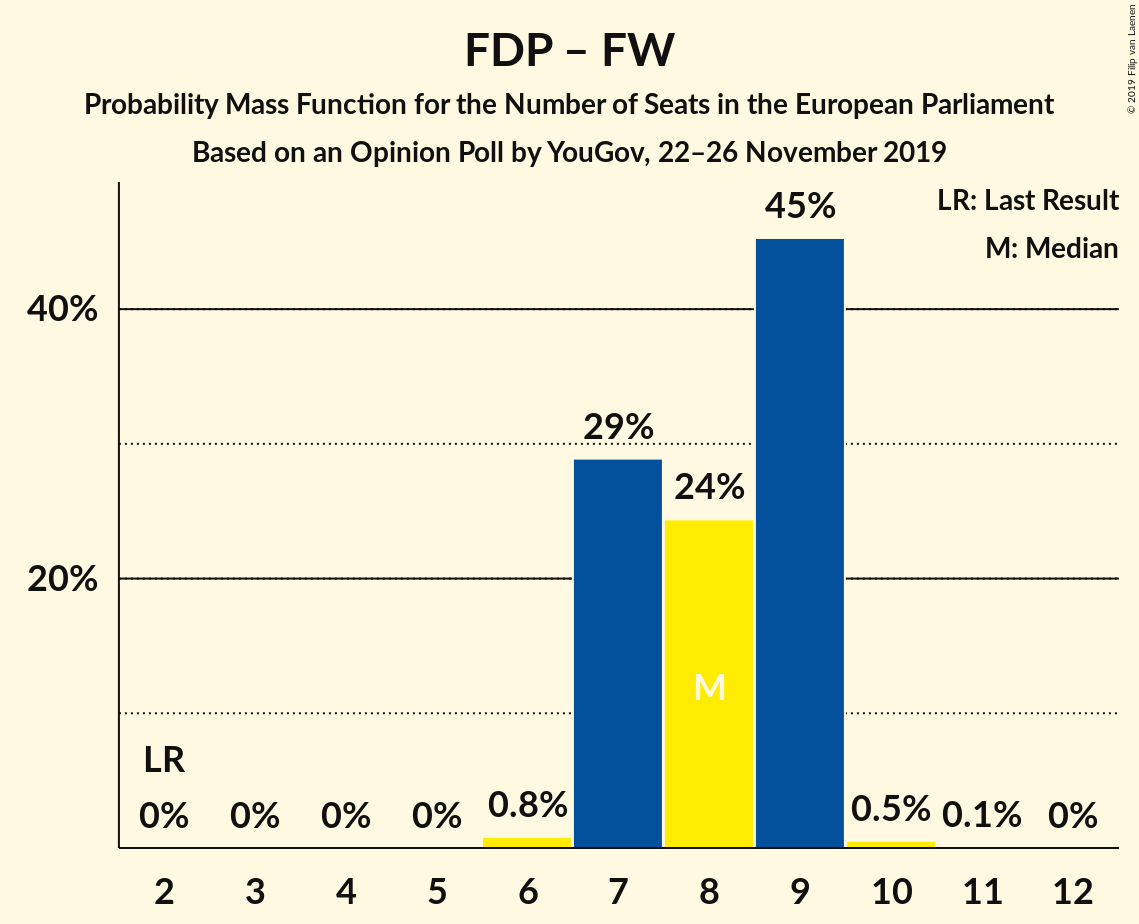 FDP – FW
Probability Mass Function for the Number of Seats in the European Parliament
Based on an Opinion Poll by YouGov, 22–26 November 2019
© 2019 Filip van Laenen
LR: Last Result
M: Median
40%
20%
LR
0%
0%
0%
0%
0.8%
29%
24%
M
45%
0.5%
0.1%
0%
2 3 4 5 6 7 8 9 10 11 12